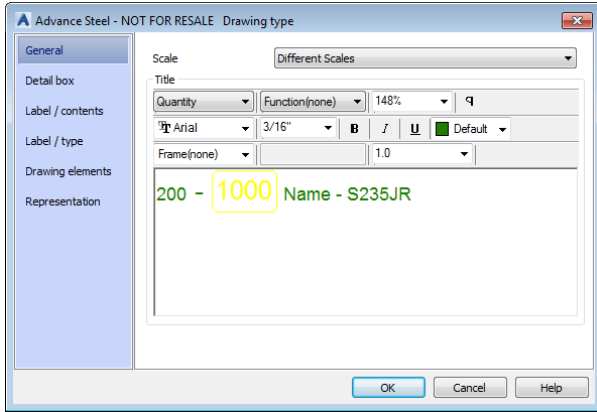 Advance Steel - NOT FOR RESALE Drawing type
General
Detail box
Label / contents
Label / type
Drawing elements
Representation
Scale
Different Scales
Title
Quantity
Function(none)
148%
¶
Arial
3/16"
B
I
U
Default
Frame(none)
1.0
200 - 1000 Name - S235JR
OK
Cancel
Help